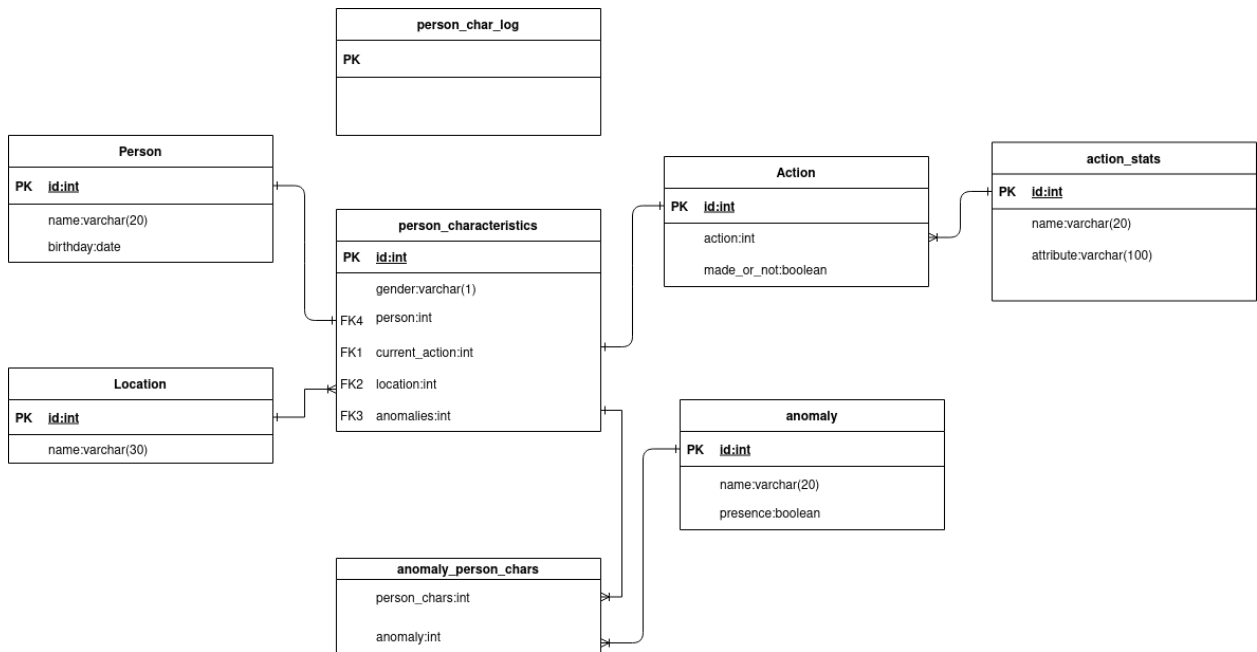 person_char_log
PK
Person
PK id:int
name:varchar(20)
birthday:date
person_characteristics
PK id:int
gender:varchar(1)
FK4 person:int
FK1 current_action:int
FK2 location:int
FK3 anomalies:int
Action
PK id:int
action:int
made_or_not:boolean
action_stats
PK id:int
name:varchar(20)
attribute:varchar(100)
Location
PK id:int
name:varchar(30)
anomaly
PK id:int
name:varchar(20)
presence:boolean
anomaly_person_chars
person_chars:int
anomaly:int